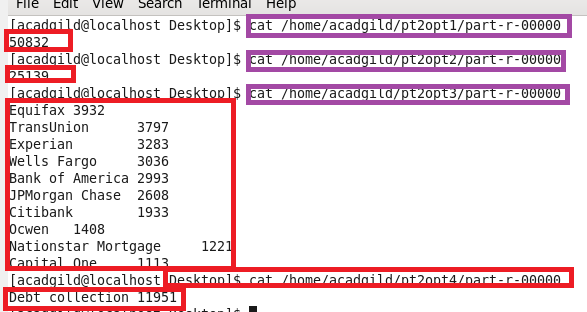 File Edit View Search Terminal Help
[acadgild@localhost Desktop]$ cat /home/acadgild/pt2opt1/part-r-00000
50832
[acadgild@localhost Desktop]$ cat /home/acadgild/pt2opt2/part-r-00000
25139
[acadgild@localhost Desktop]$ cat /home/acadgild/pt2opt3/part-r-00000
Equifax 3932
TransUnion 3797
Experian 3283
Wells Fargo 3036
Bank of America 2993
JPMorgan Chase 2608
Citibank 1933
Ocwen 1408
Nationstar Mortgage 1221
Capital One 1113
[acadgild@localhost Desktop]$ cat /home/acadgild/pt2opt4/part-r-00000
Debt collection 11951
[acadgild@localhost Desktop]$